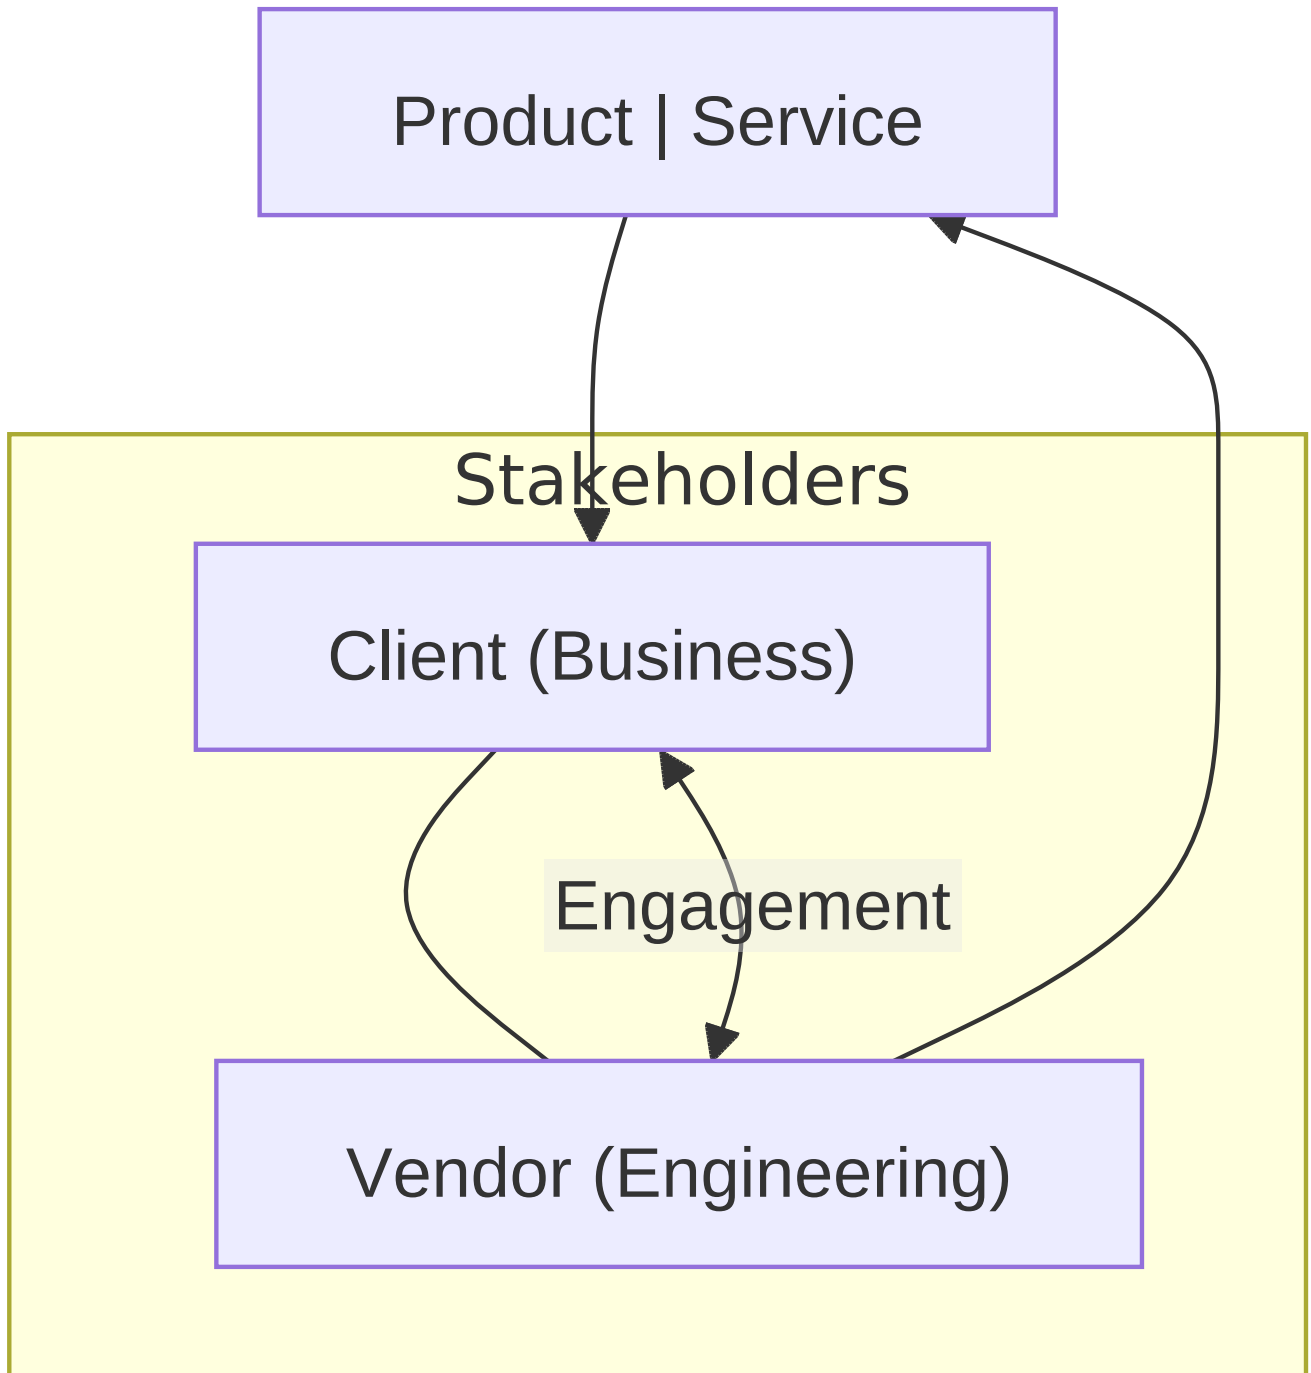 Product | Service
Stakeholders
Client (Business)
Engagement
Vendor (Engineering)